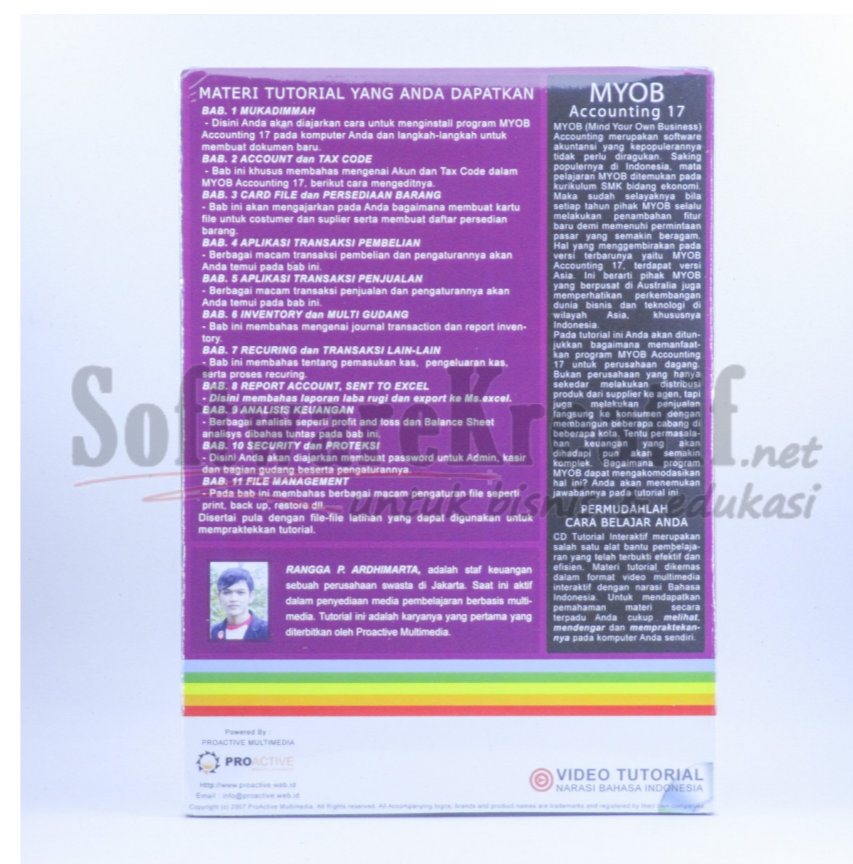 MATERI TUTORIAL YANG ANDA DAPATKAN
BAB. 1 MUKADIMMAH
- Disini Anda akan diajarkan cara untuk menginstall program MYOB
Accounting 17 pada komputer Anda dan langkah-langkah untuk
membuat dokumen baru.
BAB. 2 ACCOUNT dan TAX CODE
- Bab ini khusus membahas mengenai Akun dan Tax Code dalam
MYOB Accounting 17, berikut cara mengeditnya.
BAB. 3 CARD FILE dan PERSEDIAAN BARANG
- Bab ini akan mengajarkan pada Anda bagaimana membuat kartu
file untuk costumer dan suplier serta membuat daftar persedian
barang.
BAB. 4 APLIKASI TRANSAKSI PEMBELIAN
- Berbagai macam transaksi pembelian dan pengaturannya akan
Anda temui pada bab ini.
BAB. 5 APLIKASI TRANSAKSI PENJUALAN
- Berbagai macam transaksi penjualan dan pengaturannya akan
Anda temui pada bab ini.
BAB. 6 INVENTORY dan MULTI GUDANG
- Bab ini membahas mengenai journal transaction dan report inven-
tory.
BAB. 7 RECURING dan TRANSAKSI LAIN-LAIN
- Bab ini membahas tentang pemasukan kas, pengeluaran kas,
serta proses recuring.
BAB. 8 REPORT ACCOUNT, SENT TO EXCEL
- Disini membahas laporan laba rugi dan export ke Ms.excel.
BAB. 9 ANALISIS KEUANGAN
- Berbagai analisis seperti profit and loss dan Balance Sheet
analisys dibahas tuntas pada bab ini.
BAB. 10 SECURITY dan PROTEKSI
- Disini Anda akan diajarkan membuat password untuk Admin, kasir
dan bagian gudang beserta pengaturannya.
BAB. 11 FILE MANAGEMENT
- Pada bab ini membahas berbagai macam pengaturan file seperti
print, back up, restore dll.
Disertai pula dengan file-file latihan yang dapat digunakan untuk
mempraktekkan tutorial.
RANGGA P. ARDHIMARTA, adalah staf keuangan
sebuah perusahaan swasta di Jakarta. Saat ini aktif
dalam penyediaan media pembelajaran berbasis multi-
media. Tutorial ini adalah karyanya yang pertama yang
diterbitkan oleh Proactive Multimedia.
MYOB
Accounting 17
MYOB (Mind Your Own Business)
Accounting merupakan software
akuntansi yang kepopulerannya
tidak perlu diragukan. Saking
populernya di Indonesia, mata
pelajaran MYOB ditemukan pada
kurikulum SMK bidang ekonomi.
Maka sudah selayaknya bila
setiap tahun pihak MYOB selalu
melakukan penambahan fitur
baru demi memenuhi permintaan
pasar yang semakin beragam.
Hal yang menggembirakan pada
versi terbarunya yaitu MYOB
Accounting 17, terdapat versi
Asia. Ini berarti pihak MYOB
yang berpusat di Australia juga
memperhatikan perkembangan
dunia bisnis dan teknologi di
wilayah Asia, khususnya
Indonesia.
Pada tutorial ini Anda akan ditun-
jukkan bagaimana memanfaat-
kan program MYOB Accounting
17 untuk perusahaan dagang.
Bukan perusahaan yang hanya
sekedar melakukan distribusi
produk dari supplier ke agen, tapi
juga melakukan penjualan
langsung ke konsumen dengan
membangun beberapa cabang di
beberapa kota. Tentu permasala-
han keuangan yang akan
dihadapi pun akan semakin
komplek. Bagaimana program
MYOB dapat mengakomodasikan
hal ini? Anda akan menemukan
jawabannya pada tutorial ini.
PERMUDAHLAH
CARA BELAJAR ANDA
CD Tutorial Interaktif merupakan
salah satu alat bantu pembelaja-
ran yang telah terbukti efektif dan
efisien. Materi tutorial dikemas
dalam format video multimedia
interaktif dengan narasi Bahasa
Indonesia. Untuk mendapatkan
pemahaman materi secara
terpadu Anda cukup melihat,
mendengar dan mempraktekan-
nya pada komputer Anda sendiri.
SoftwareKreatif.net
untuk bisnis edukasi
Powered By :
PROACTIVE MULTIMEDIA
PROACTIVE
Http://www.proactive.web.id
Email : info@proactive.web.id
VIDEO TUTORIAL
NARASI BAHASA INDONESIA
Copyright (c) 2007 ProActive Multimedia. All Rights reserved. All Accompanying logos, brands and product names are trademarks and registered by their own companies